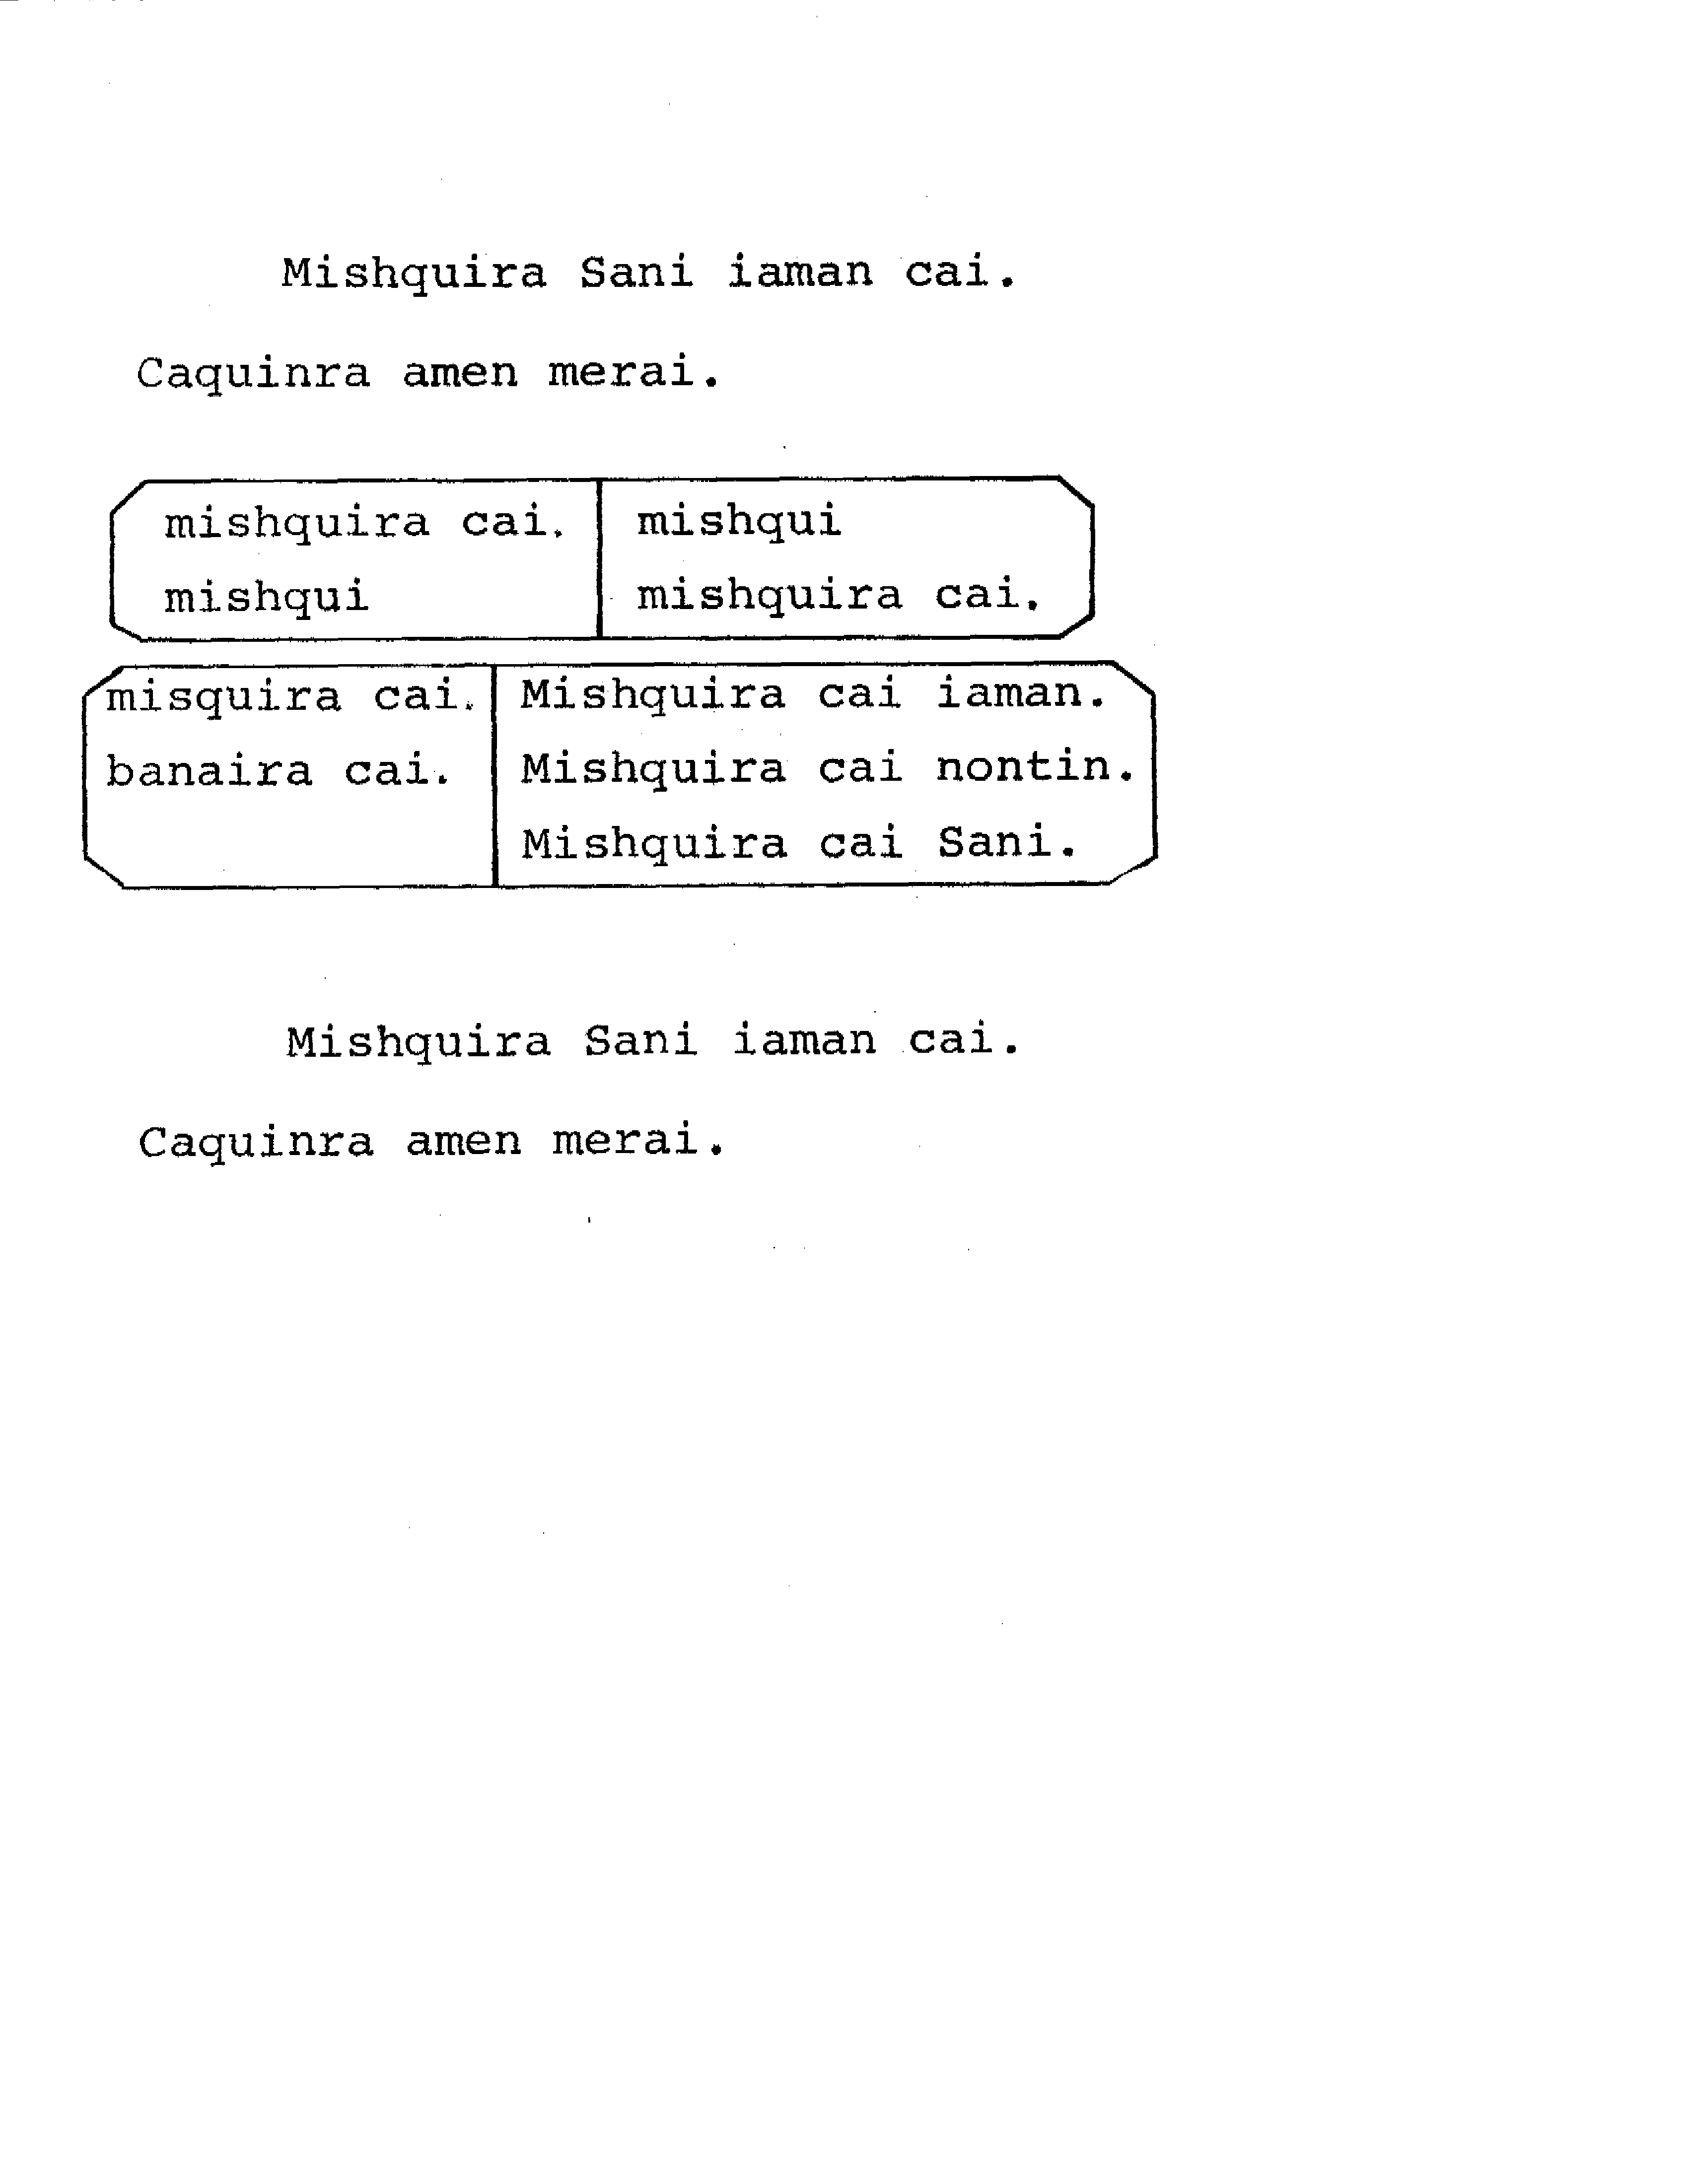 Mishquira Sani iaman cai.
Caquinra amen merai.
mishquira cai.
mishqui
mishqui
mishquira cai.
misquira cai.
banaira cai.
Mishquira cai iaman.
Mishquira cai nontin.
Mishquira cai Sani.
Mishquira Sani iaman cai.
Caquinra amen merai.